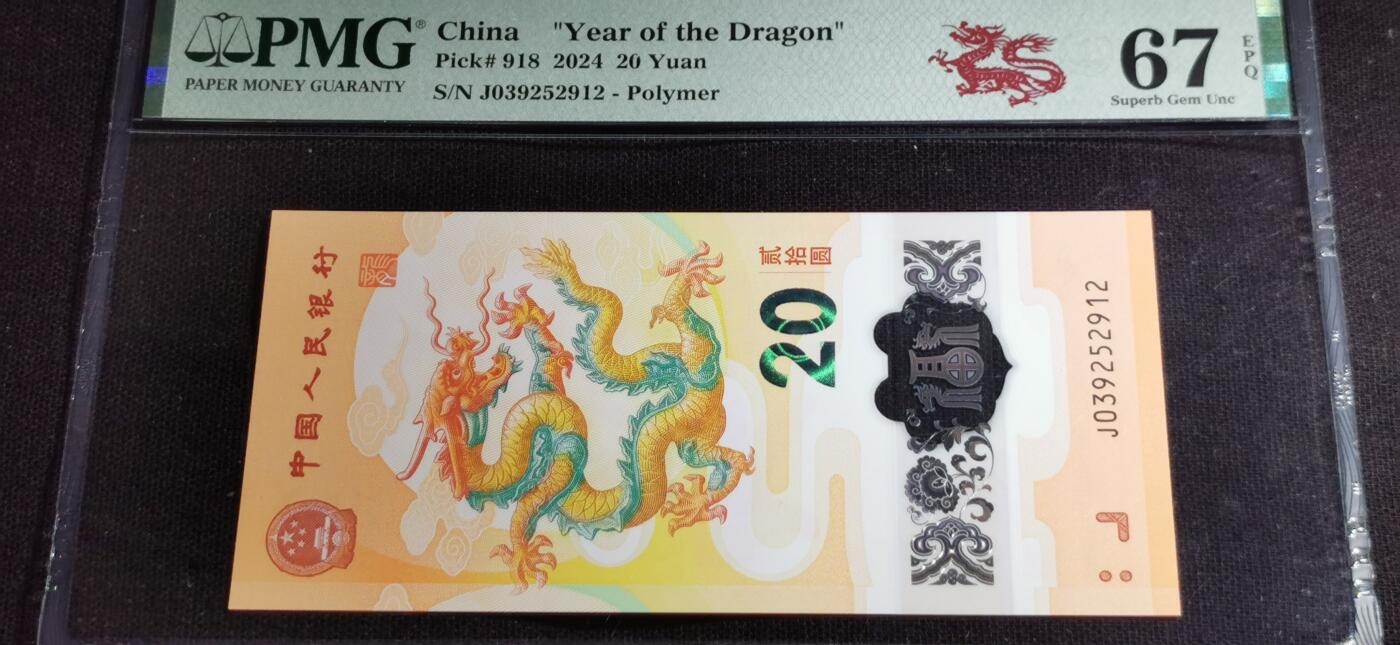 PMG® China "Year of the Dragon"
PAPER MONEY GUARANTY
Pick# 918 2024 20 Yuan
S/N J039252912 - Polymer
67
EPQ
Superb Gem Unc
中国人民银行
贰拾圆
20
J039252912